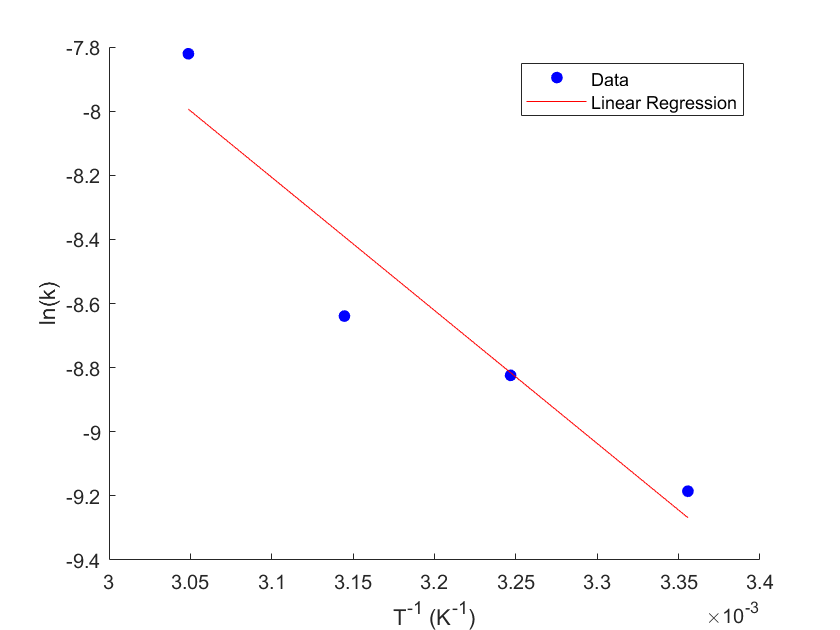 -7.8
-8
-8.2
-8.4
-8.6
-8.8
-9
-9.2
-9.4
ln(k)
Data
Linear Regression
3 3.05 3.1 3.15 3.2 3.25 3.3 3.35 3.4
T⁻¹ (K⁻¹)
×10⁻³